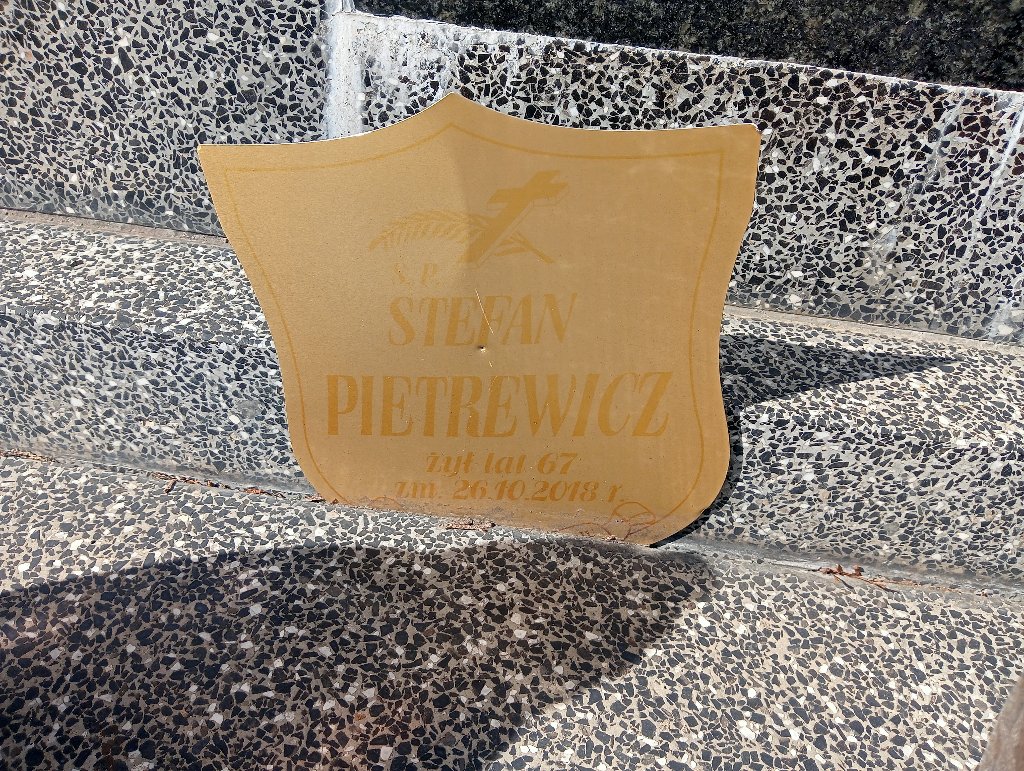 Ś. P.
STEFAN
PIETREWICZ
żył lat 67
zm. 26.10.2018 r.